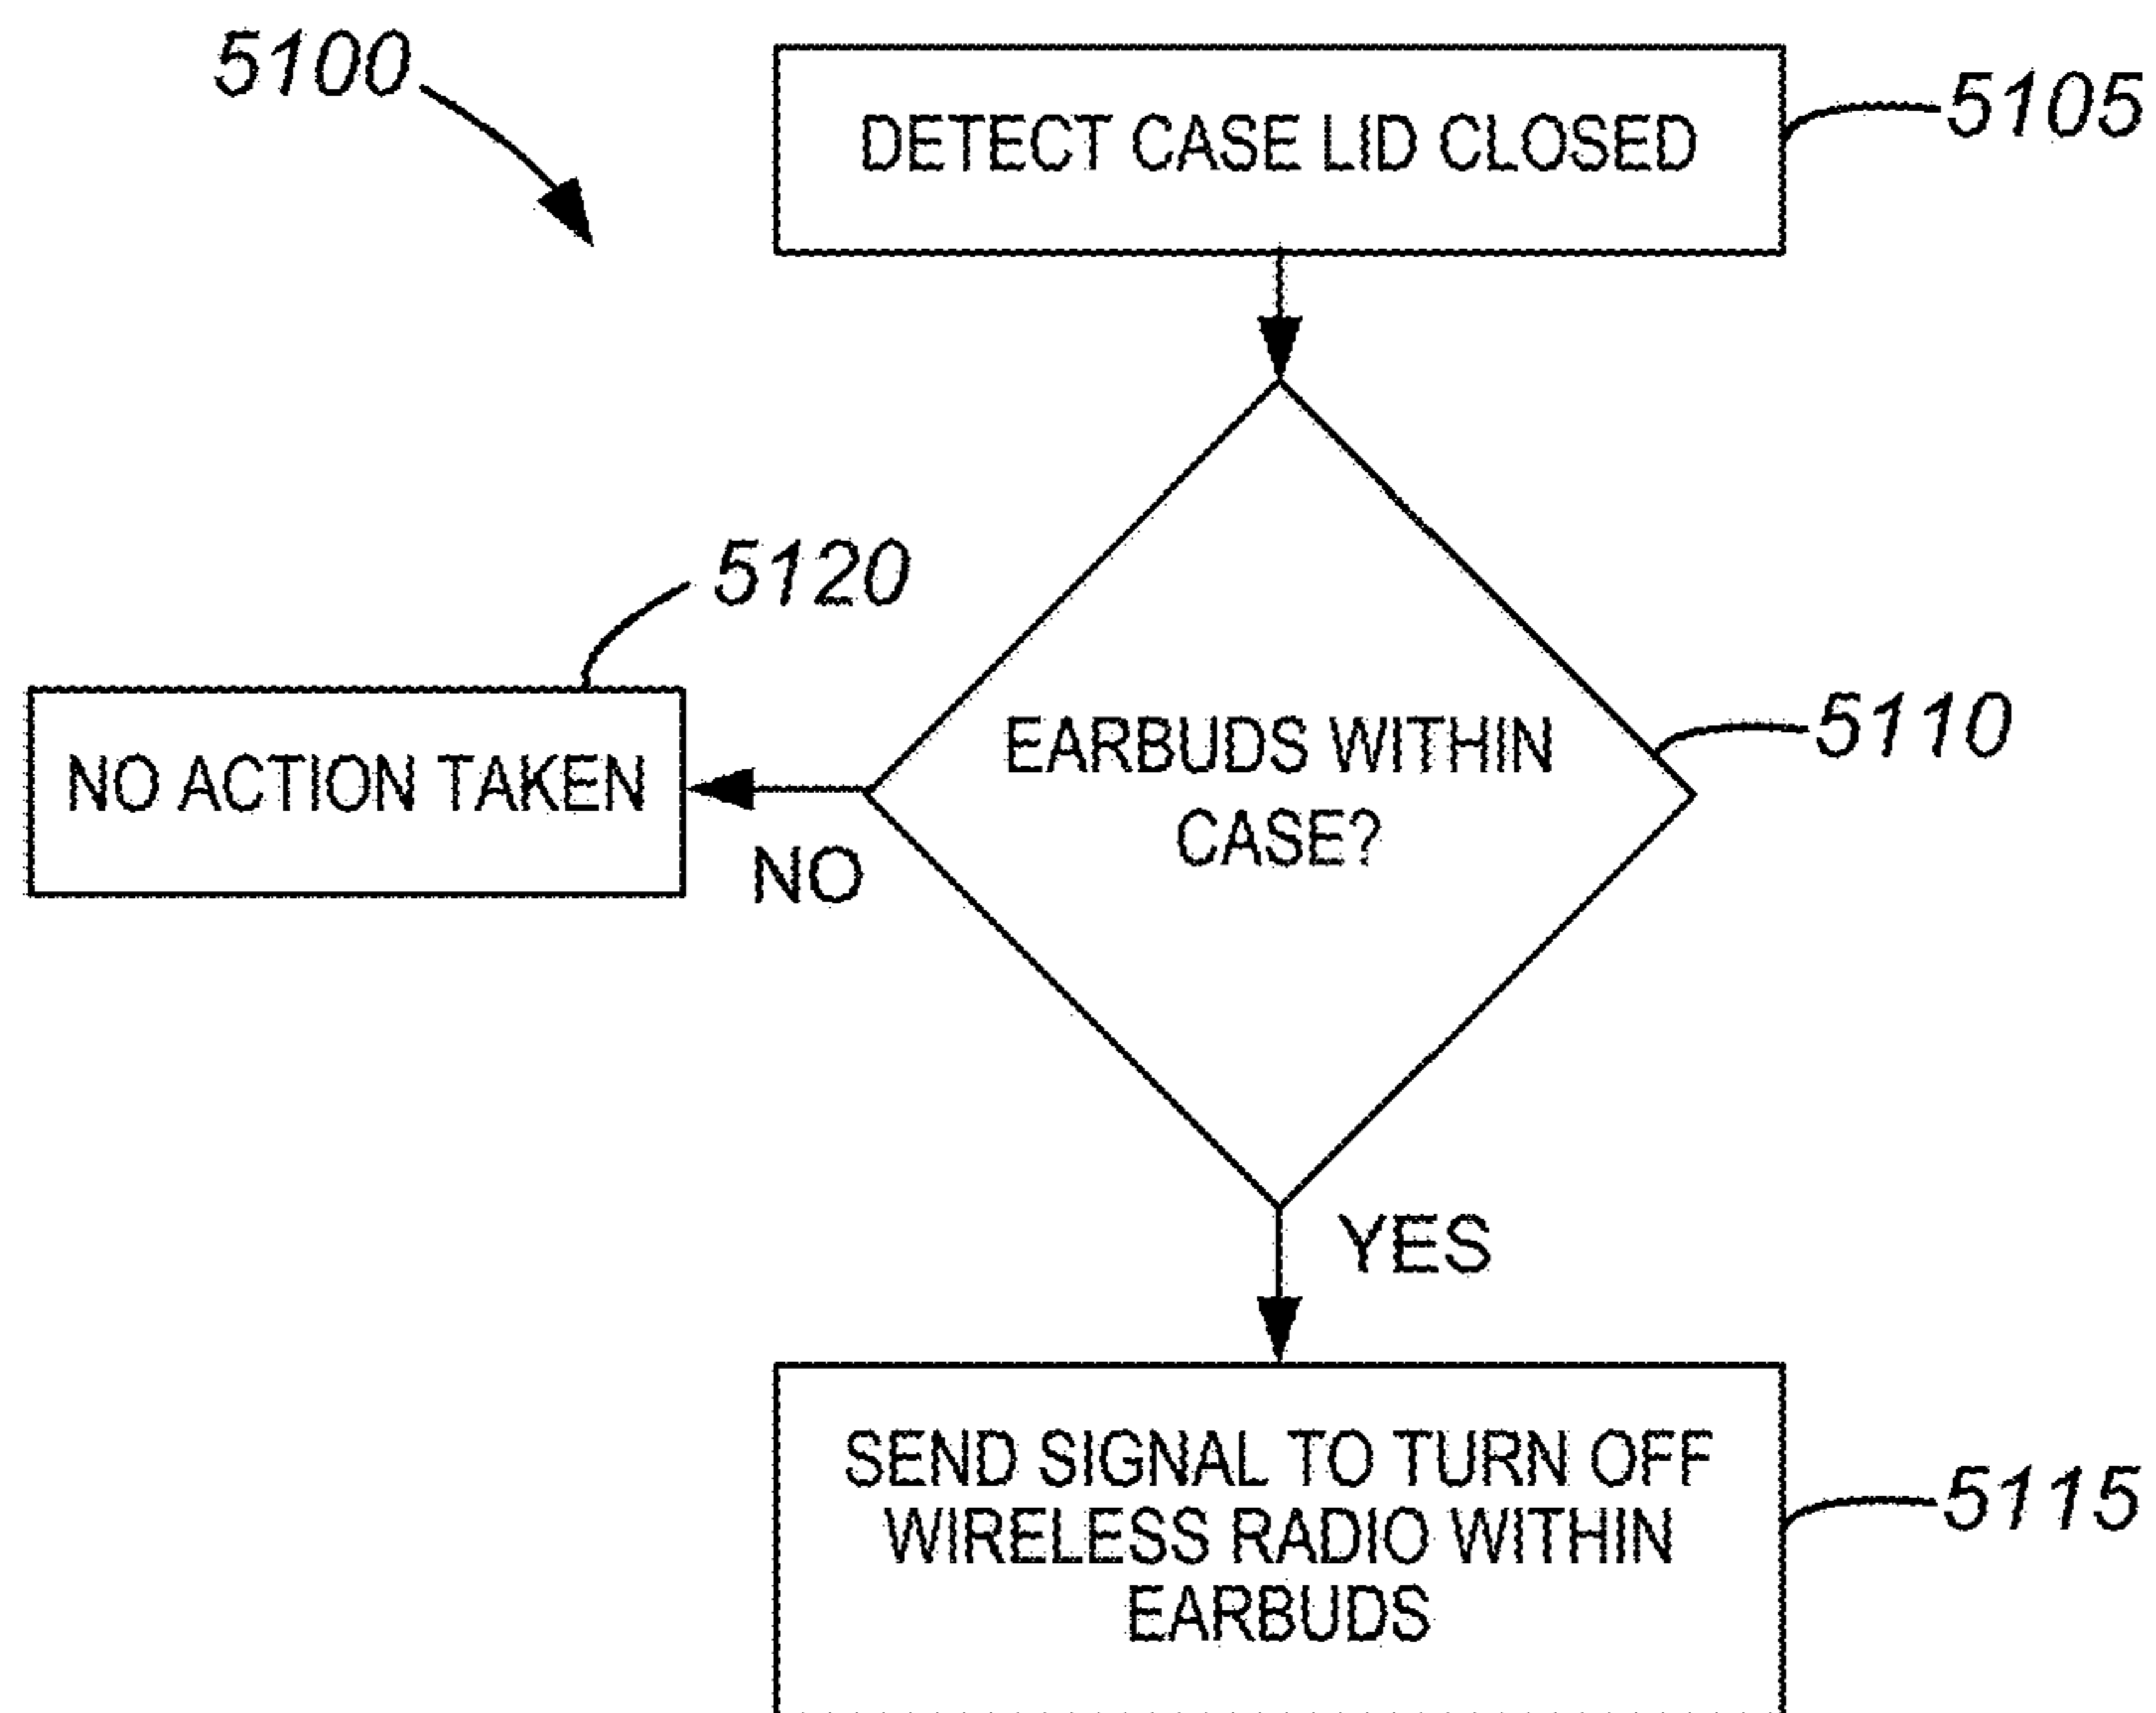 5100
DETECT CASE LID CLOSED
5105
5120
EARBUDS WITHIN
CASE?
5110
NO ACTION TAKEN
NO
YES
SEND SIGNAL TO TURN OFF
WIRELESS RADIO WITHIN
EARBUDS
5115